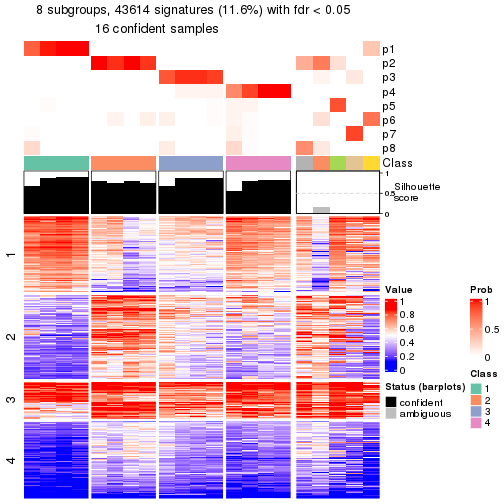 8 subgroups, 43614 signatures (11.6%) with fdr < 0.05
16 confident samples
p1
p2
p3
p4
p5
p6
p7
p8
Class
1
0.5
0
Silhouette
score
1
2
3
4
Value
1
0.8
0.6
0.4
0.2
0
Status (barplots)
confident
ambiguous
Prob
1
0.5
0
Class
1
2
3
4